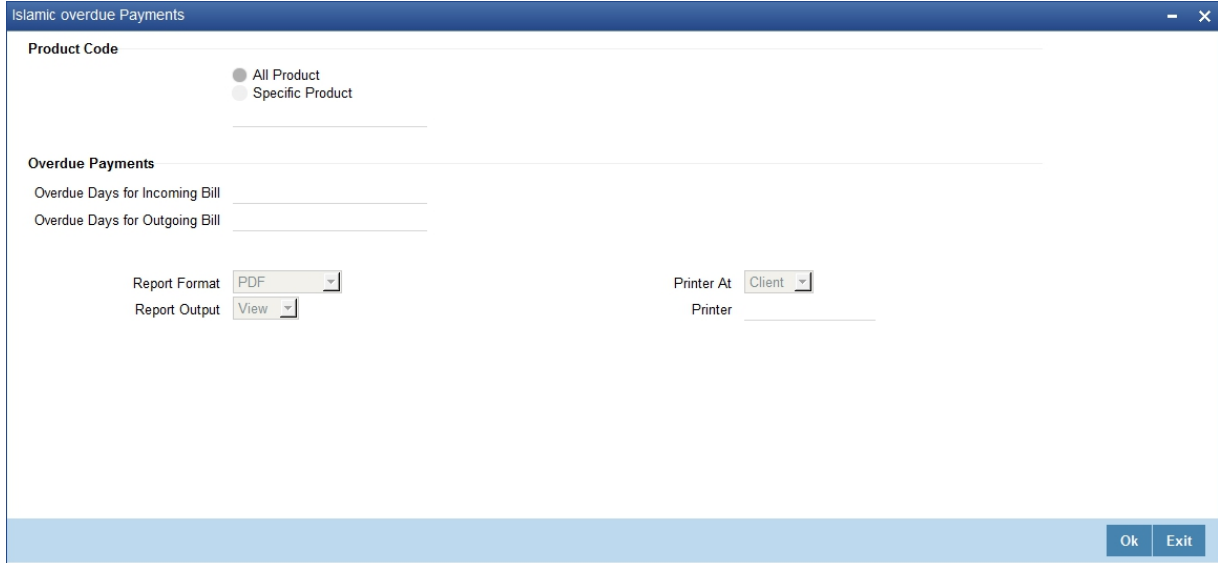 Islamic overdue Payments
Product Code
All Product
Specific Product
Overdue Payments
Overdue Days for Incoming Bill
Overdue Days for Outgoing Bill
Report Format PDF Printer At Client
Report Output View Printer
Ok Exit